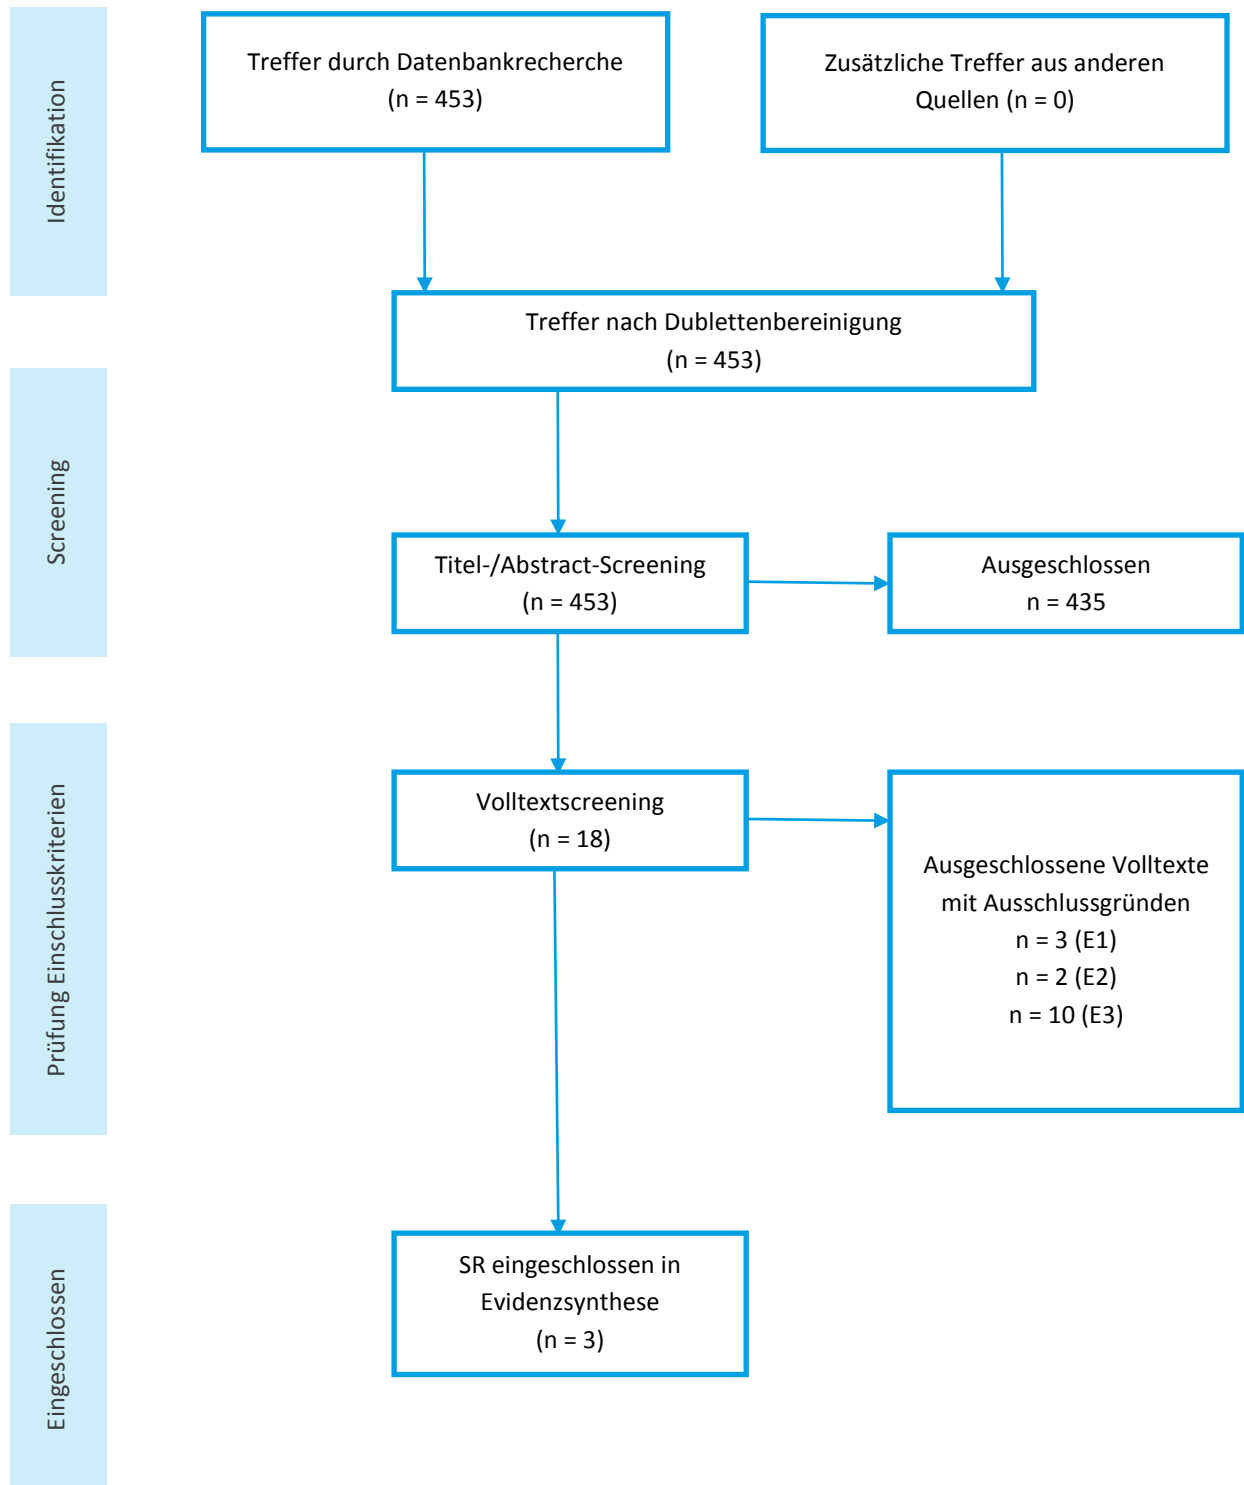 Identifikation
Treffer durch Datenbankrecherche
(n = 453)
Zusätzliche Treffer aus anderen
Quellen (n = 0)
Treffer nach Dublettenbereinigung
(n = 453)
Screening
Titel-/Abstract-Screening
(n = 453)
Ausgeschlossen
n = 435
Prüfung Einschlusskriterien
Volltextscreening
(n = 18)
Ausgeschlossene Volltexte
mit Ausschlussgründen
n = 3 (E1)
n = 2 (E2)
n = 10 (E3)
Eingeschlossen
SR eingeschlossen in
Evidenzsynthese
(n = 3)